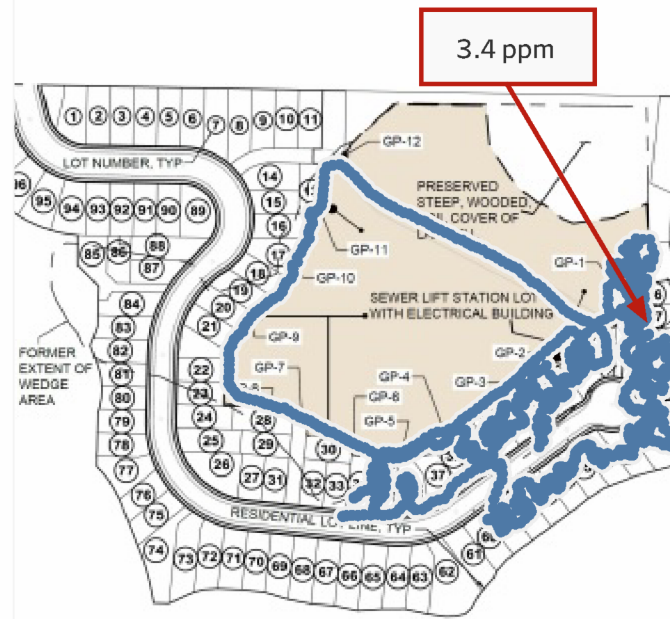 3.4 ppm
1 2 3 4 5 6 7 8 9 10 11
GP-12
LOT NUMBER, TYP
14
PRESERVED
STEEP, WOODED,
COVER OF
15
95 94 93 92 91 90 89
16
GP-11
85 86 88
87
17
GP-1
18
GP-10
19
84
20
SEWER LIFT STATION LOT
WITH ELECTRICAL BUILDING
83
21
GP-9
FORMER
EXTENT OF
WEDGE
AREA
82
GP-2
81
22
GP-7
GP-4
GP-3
80
23
GP-6
79
24
28
GP-5
78
25
29
30
77
26
27 31 32 33
37
76
75
RESIDENTIAL LOT LINE, TYP
74 73 72 71 70 69 68 67 66 65 64 63 62 61